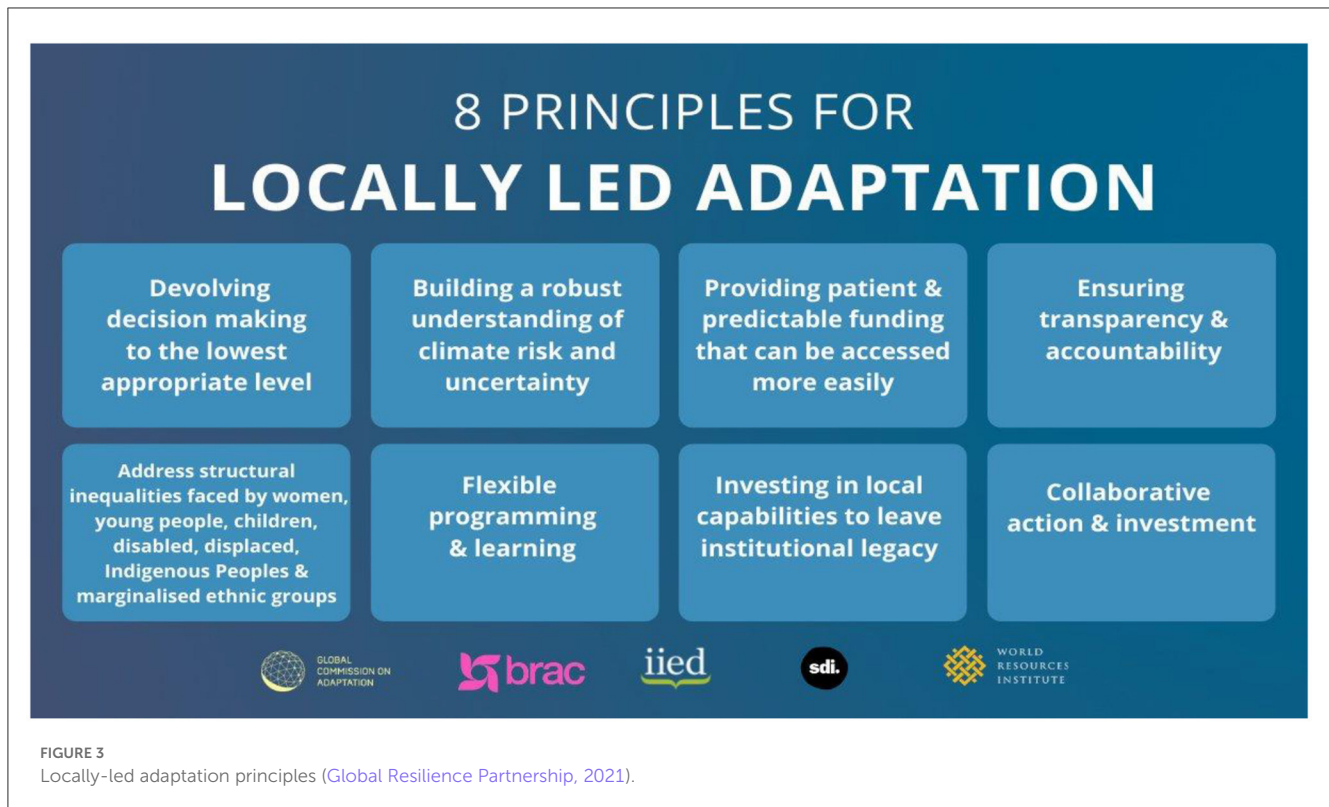 8 PRINCIPLES FOR
LOCALLY LED ADAPTATION
Devolving
decision making
to the lowest
appropriate level
Building a robust
understanding of
climate risk and
uncertainty
Providing patient &
predictable funding
that can be accessed
more easily
Ensuring
transparency &
accountability
Address structural
inequalities faced by women,
young people, children,
disabled, displaced,
Indigenous Peoples &
marginalised ethnic groups
Flexible
programming
& learning
Investing in local
capabilities to leave
institutional legacy
Collaborative
action & investment
GLOBAL
COMMISSION ON
ADAPTATION
brac
iied
sdi.
WORLD
RESOURCES
INSTITUTE
FIGURE 3
Locally-led adaptation principles (Global Resilience Partnership, 2021).